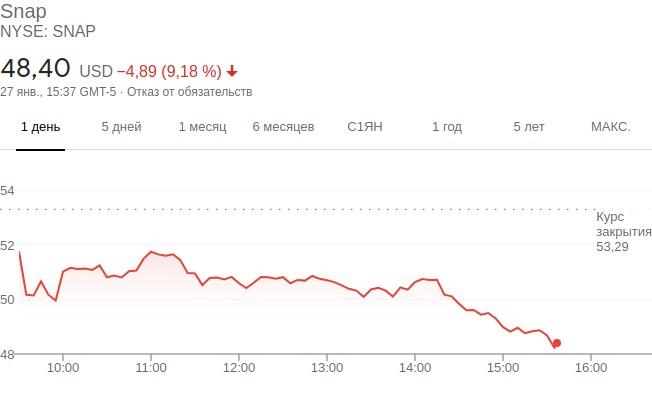 Snap
NYSE: SNAP
48,40 USD −4,89 (9,18 %)
27 янв., 15:37 GMT-5 · Отказ от обязательств
1 день 5 дней 1 месяц 6 месяцев С1ЯН 1 год 5 лет МАКС.
54
Курс
закрытия
53,29
52
50
48
10:00 11:00 12:00 13:00 14:00 15:00 16:00